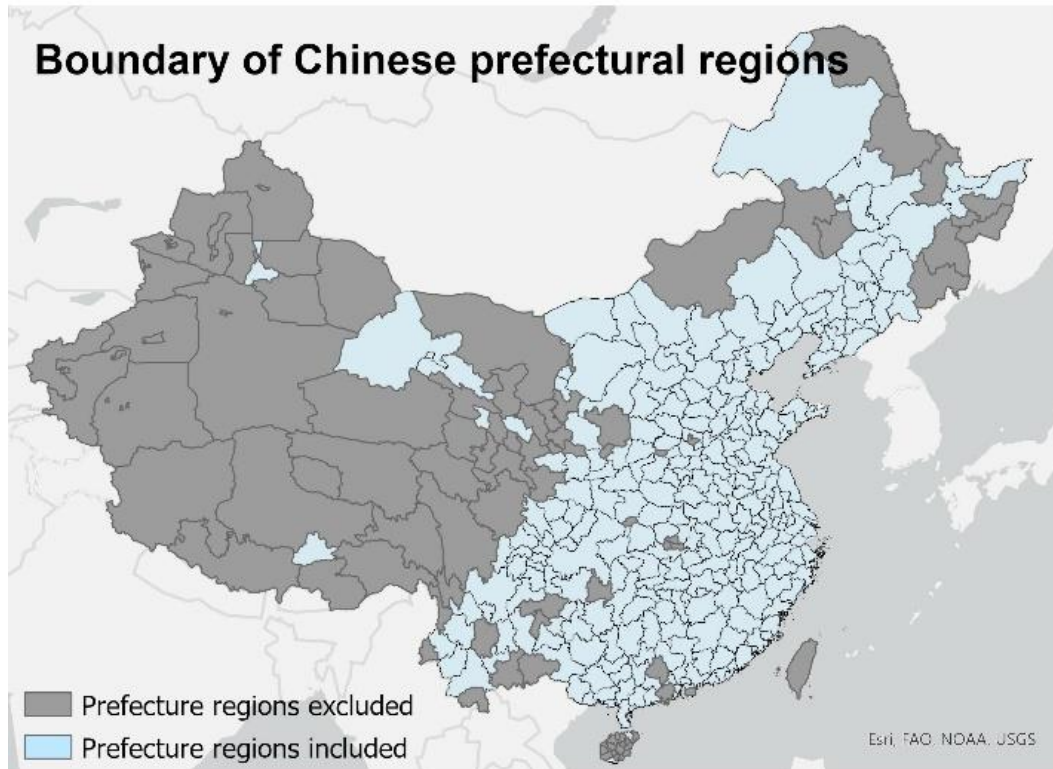 Boundary of Chinese prefectural regions
Prefecture regions excluded
Prefecture regions included
Esri, FAO, NOAA, USGS